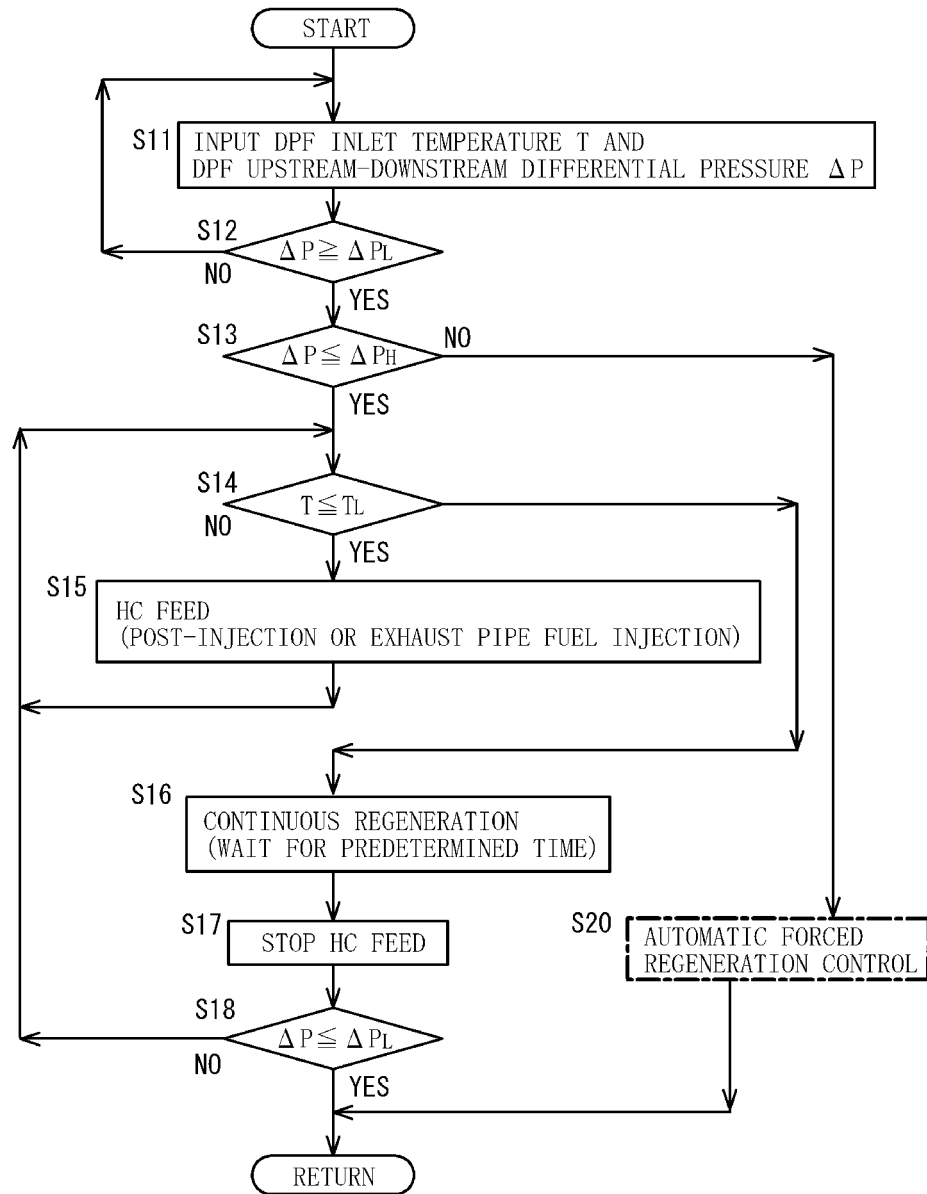 START
S11
INPUT DPF INLET TEMPERATURE T AND
DPF UPSTREAM-DOWNSTREAM DIFFERENTIAL PRESSURE ΔP
S12
ΔP≧ΔPL
NO
YES
S13
ΔP≦ΔPH
NO
YES
S14
T≦TL
NO
YES
S15
HC FEED
(POST-INJECTION OR EXHAUST PIPE FUEL INJECTION)
S16
CONTINUOUS REGENERATION
(WAIT FOR PREDETERMINED TIME)
S17
STOP HC FEED
S20
AUTOMATIC FORCED
REGENERATION CONTROL
S18
ΔP≦ΔPL
NO
YES
RETURN